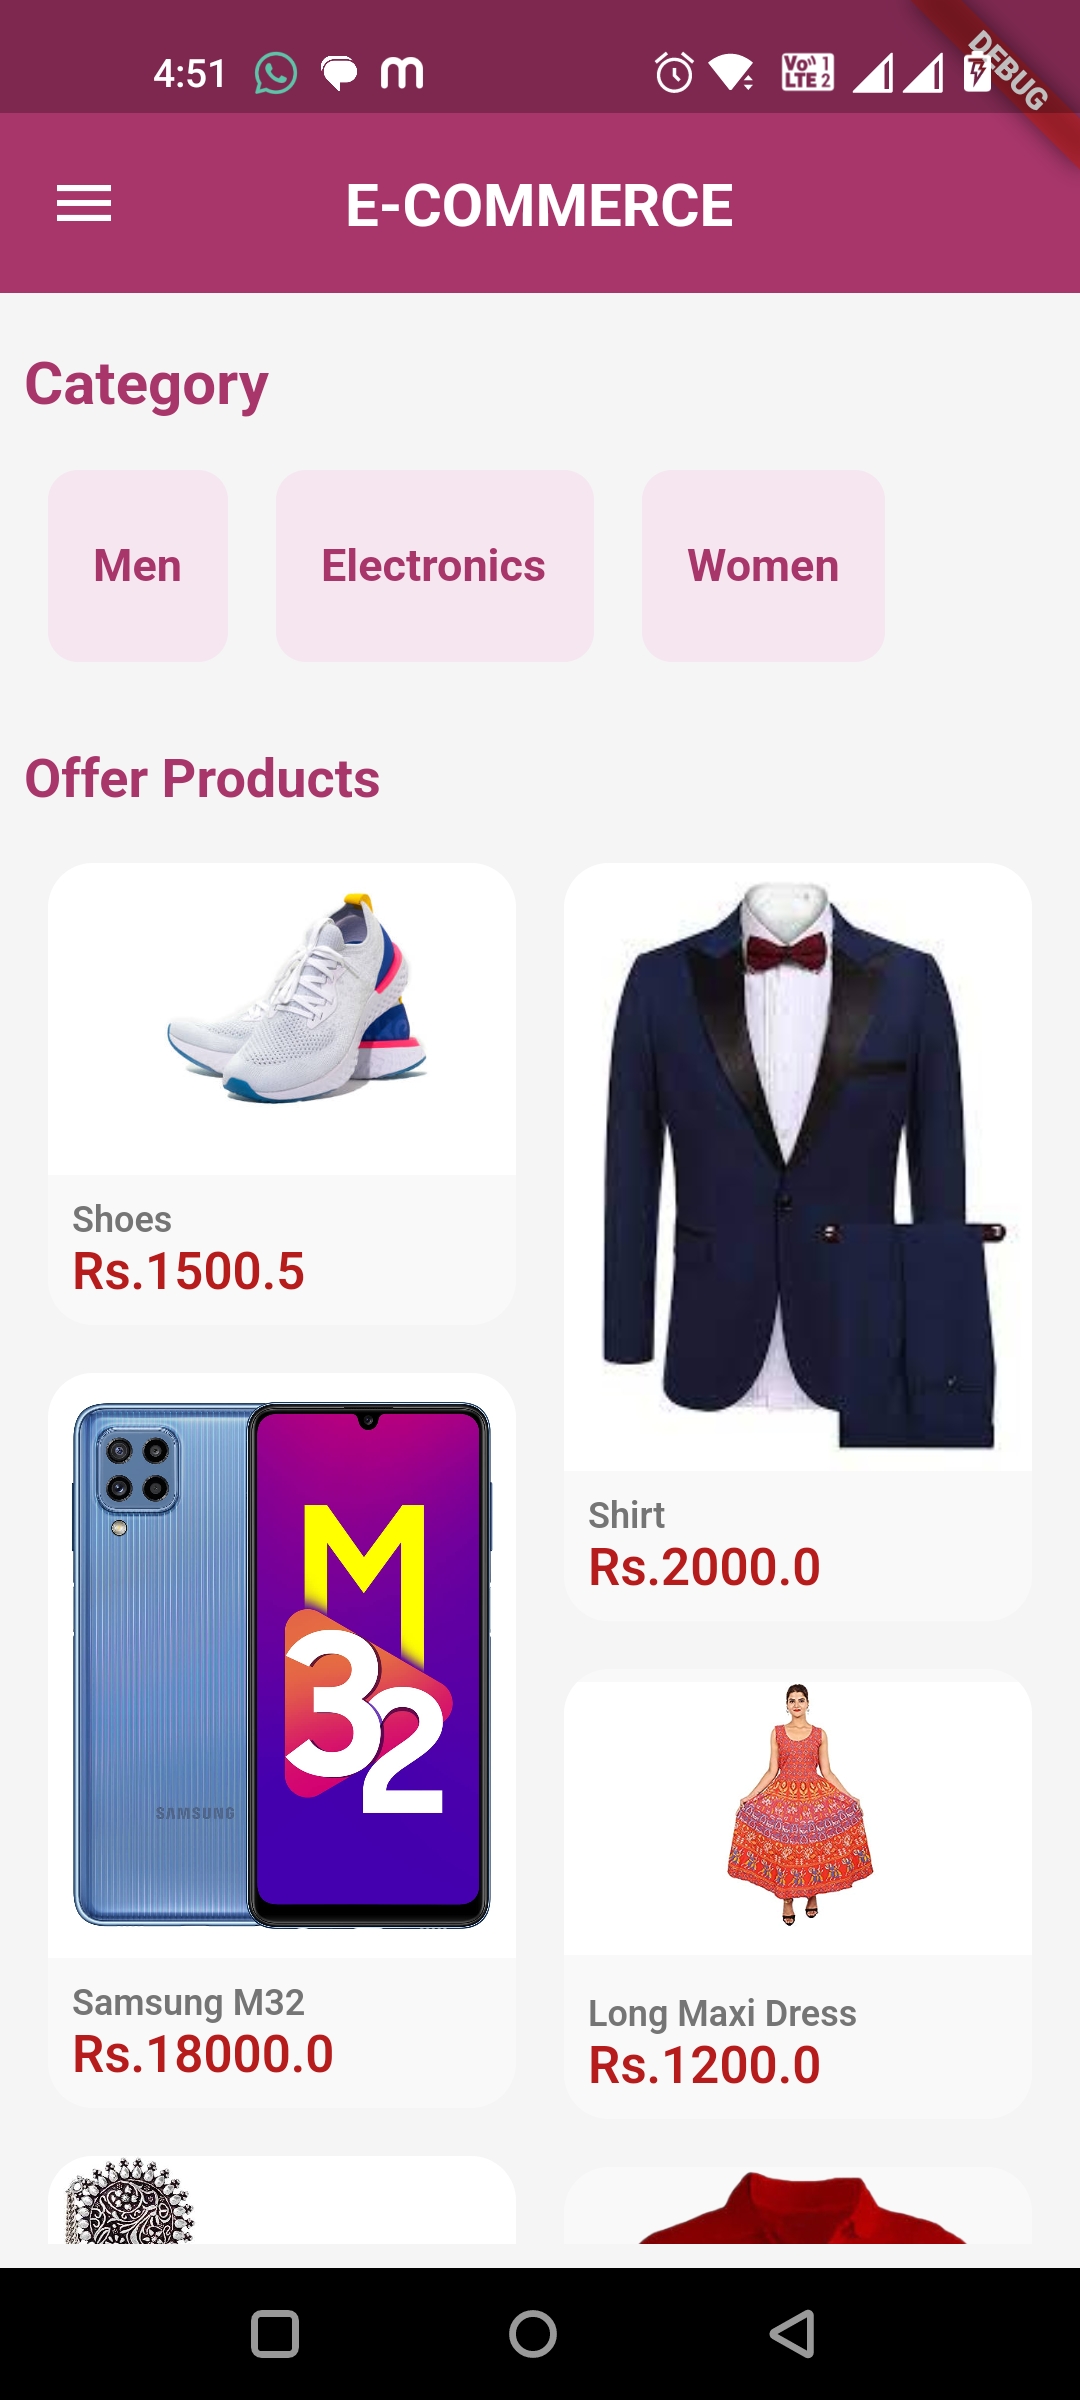 4:51
Vo)) 1
LTE 2
DEBUG
E-COMMERCE
Category
Men
Electronics
Women
Offer Products
Shoes
Rs.1500.5
Shirt
Rs.2000.0
M
32
SAMSUNG
Samsung M32
Rs.18000.0
Long Maxi Dress
Rs.1200.0